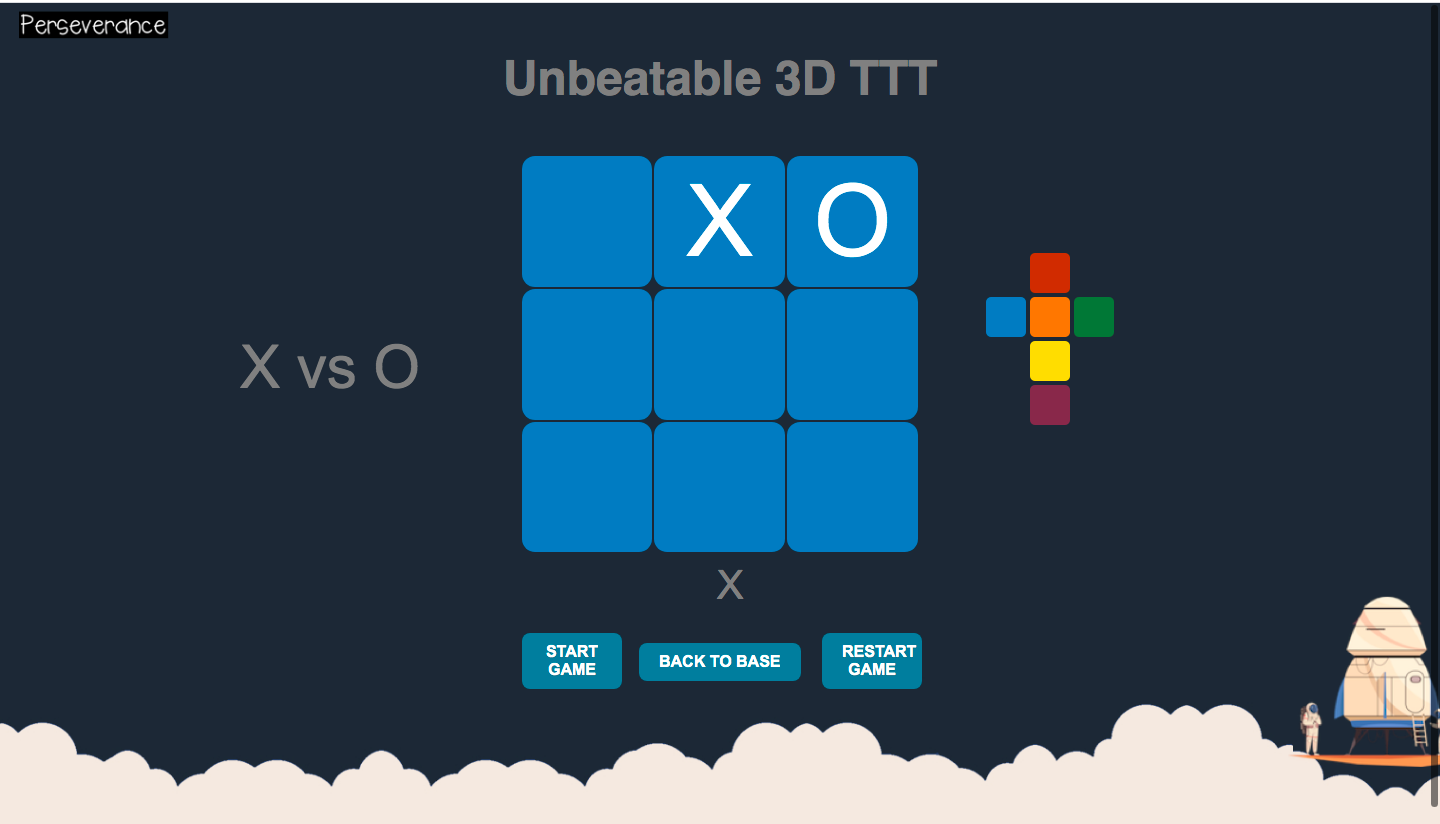 Perseverance
Unbeatable 3D TTT
X O
X vs O
X
START
GAME
BACK TO BASE
RESTART
GAME